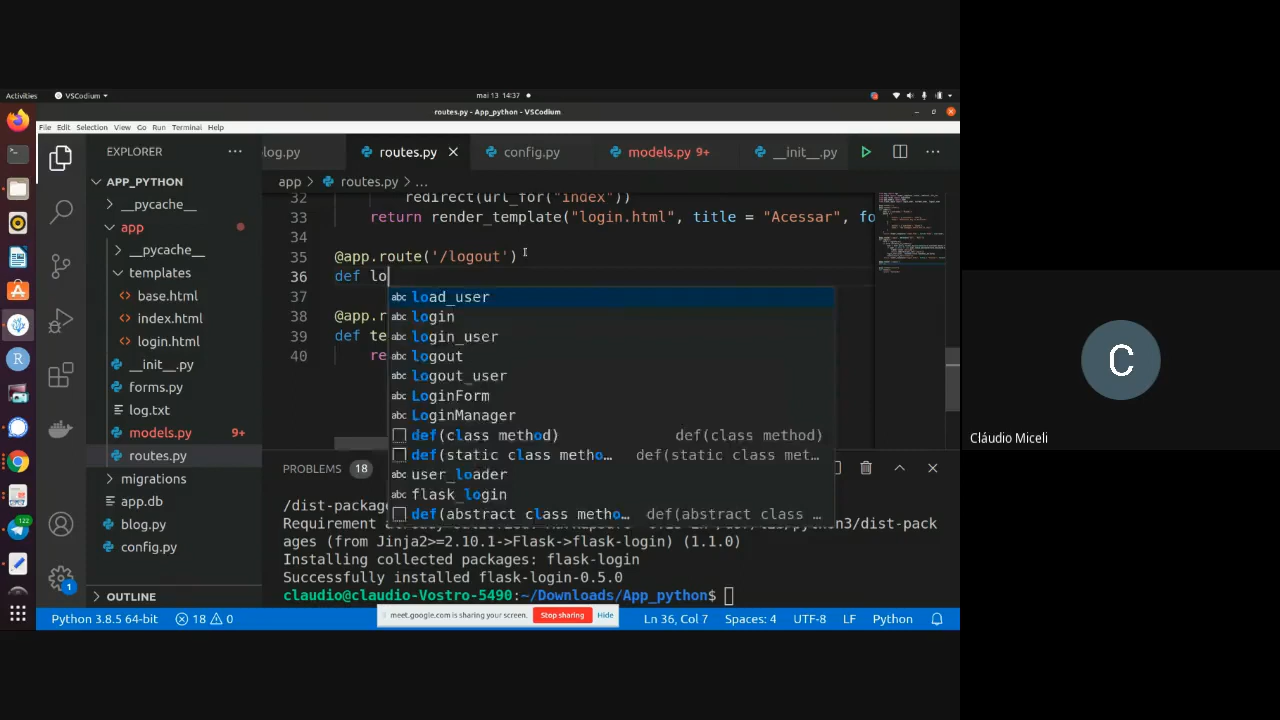 Activities
VSCodium
mai 13 14:37
routes.py - App_python - VSCodium
File Edit Selection View Go Run Terminal Help
EXPLORER
log.py
routes.py
config.py
models.py 9+
__init__.py
APP_PYTHON
app > routes.py > ...
__pycache__
app
__pycache__
templates
base.html
index.html
login.html
__init__.py
forms.py
log.txt
models.py 9+
routes.py
migrations
app.db
blog.py
config.py
OUTLINE
32 redirect(url_for("index"))
33 return render_template("login.html", title = "Acessar", fo
34
35 @app.route('/logout')
36 def lo
37
38 @app.r
39 def te
40 re
load_user
login
login_user
logout
logout_user
LoginForm
LoginManager
def(class method) def(class method)
def(static class metho… def(static class met…
user_loader
flask_login
def(abstract class metho… def(abstract class …
PROBLEMS 18
/dist-package
Requirement already
ages (from Jinja2>=2.10.1->Flask->flask-login) (1.1.0)
Installing collected packages: flask-login
Successfully installed flask-login-0.5.0
claudio@claudio-Vostro-5490:~/Downloads/App_python$
meet.google.com is sharing your screen.
Stop sharing
Hide
Python 3.8.5 64-bit
18 0
Ln 36, Col 7
Spaces: 4
UTF-8
LF
Python
122
1
C
Cláudio Miceli